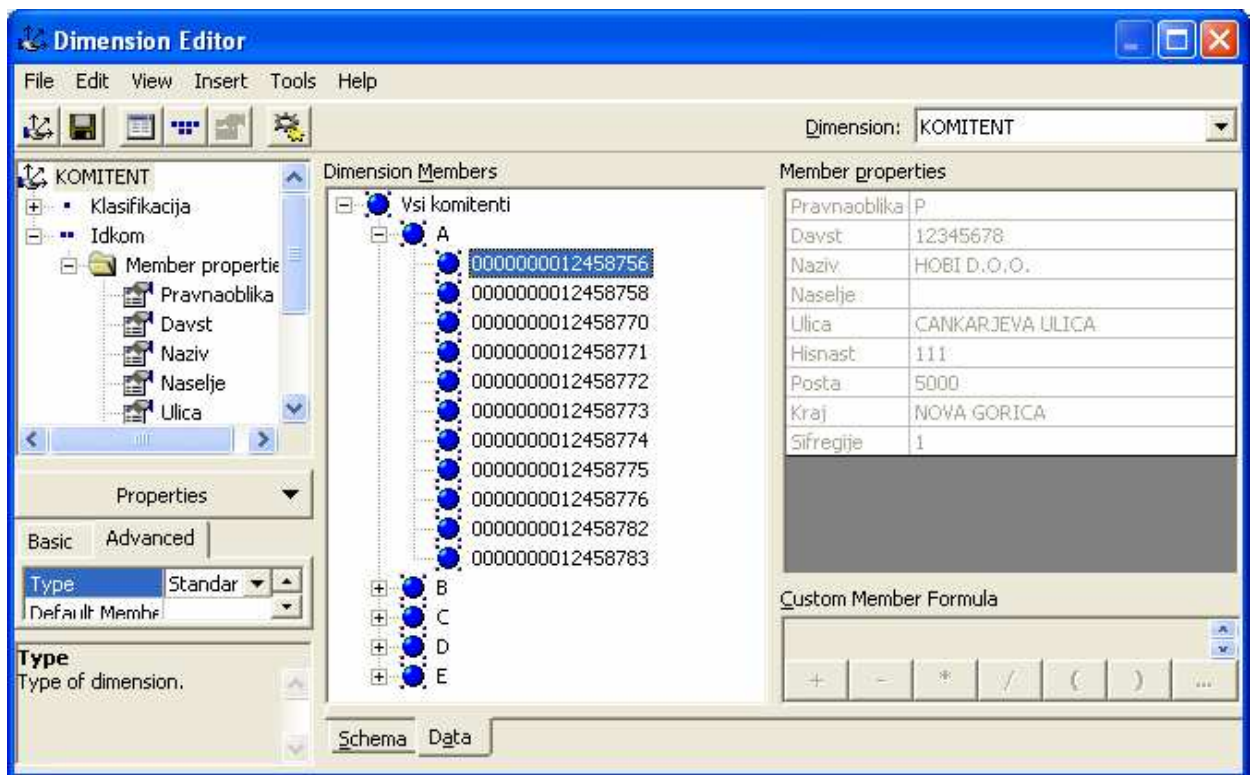 Dimension Editor
File Edit View Insert Tools Help
Dimension: KOMITENT
KOMITENT
Klasifikacija
Idkom
Member propertie
Pravnaoblika
Davst
Naziv
Naselje
Ulica
Properties
Basic Advanced
Type Standar
Default Membe
Type
Type of dimension.
Dimension Members
Vsi komitenti
A
0000000012458756
0000000012458758
0000000012458770
0000000012458771
0000000012458772
0000000012458773
0000000012458774
0000000012458775
0000000012458776
0000000012458782
0000000012458783
B
C
D
E
Schema Data
Member properties
Pravnaoblika P
Davst 12345678
Naziv HOBI D.O.O.
Naselje
Ulica CANKARJEVA ULICA
Hisnast 111
Posta 5000
Kraj NOVA GORICA
Sifregije 1
Custom Member Formula
+ - * / ( ) ...